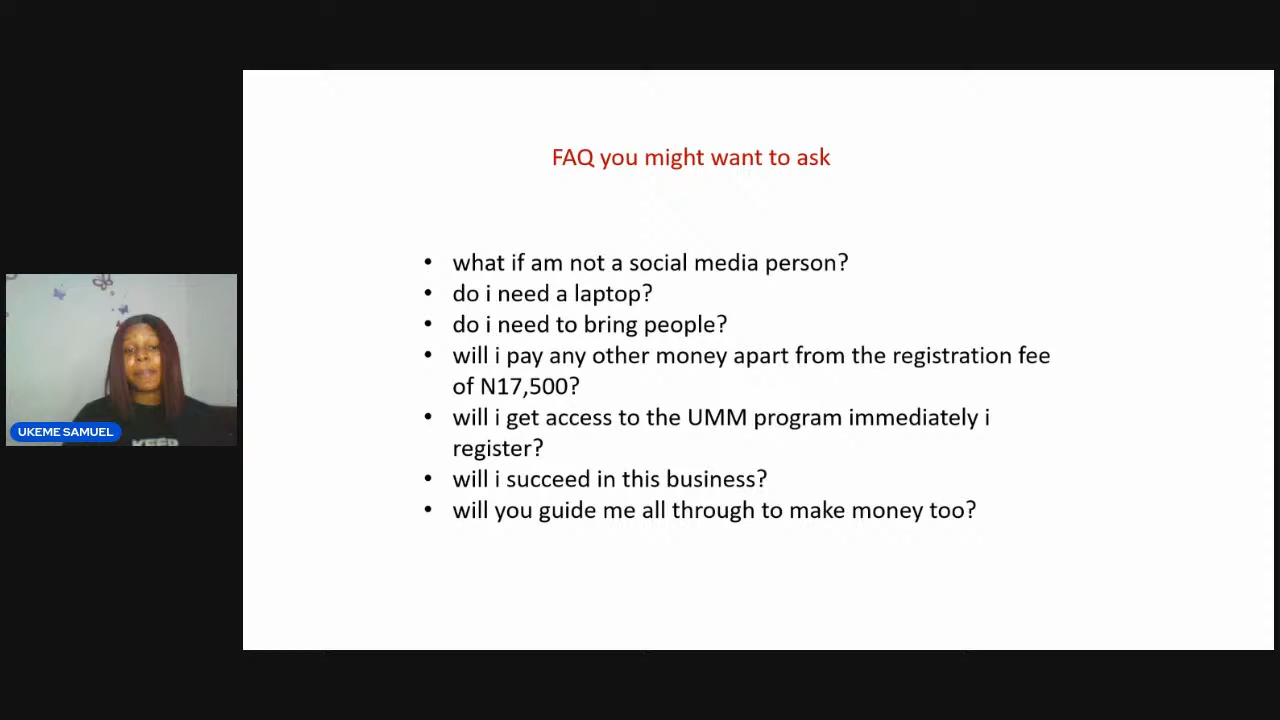 FAQ you might want to ask
• what if am not a social media person?
• do i need a laptop?
• do i need to bring people?
• will i pay any other money apart from the registration fee
of N17,500?
• will i get access to the UMM program immediately i
register?
• will i succeed in this business?
• will you guide me all through to make money too?
UKEME SAMUEL
KEEP